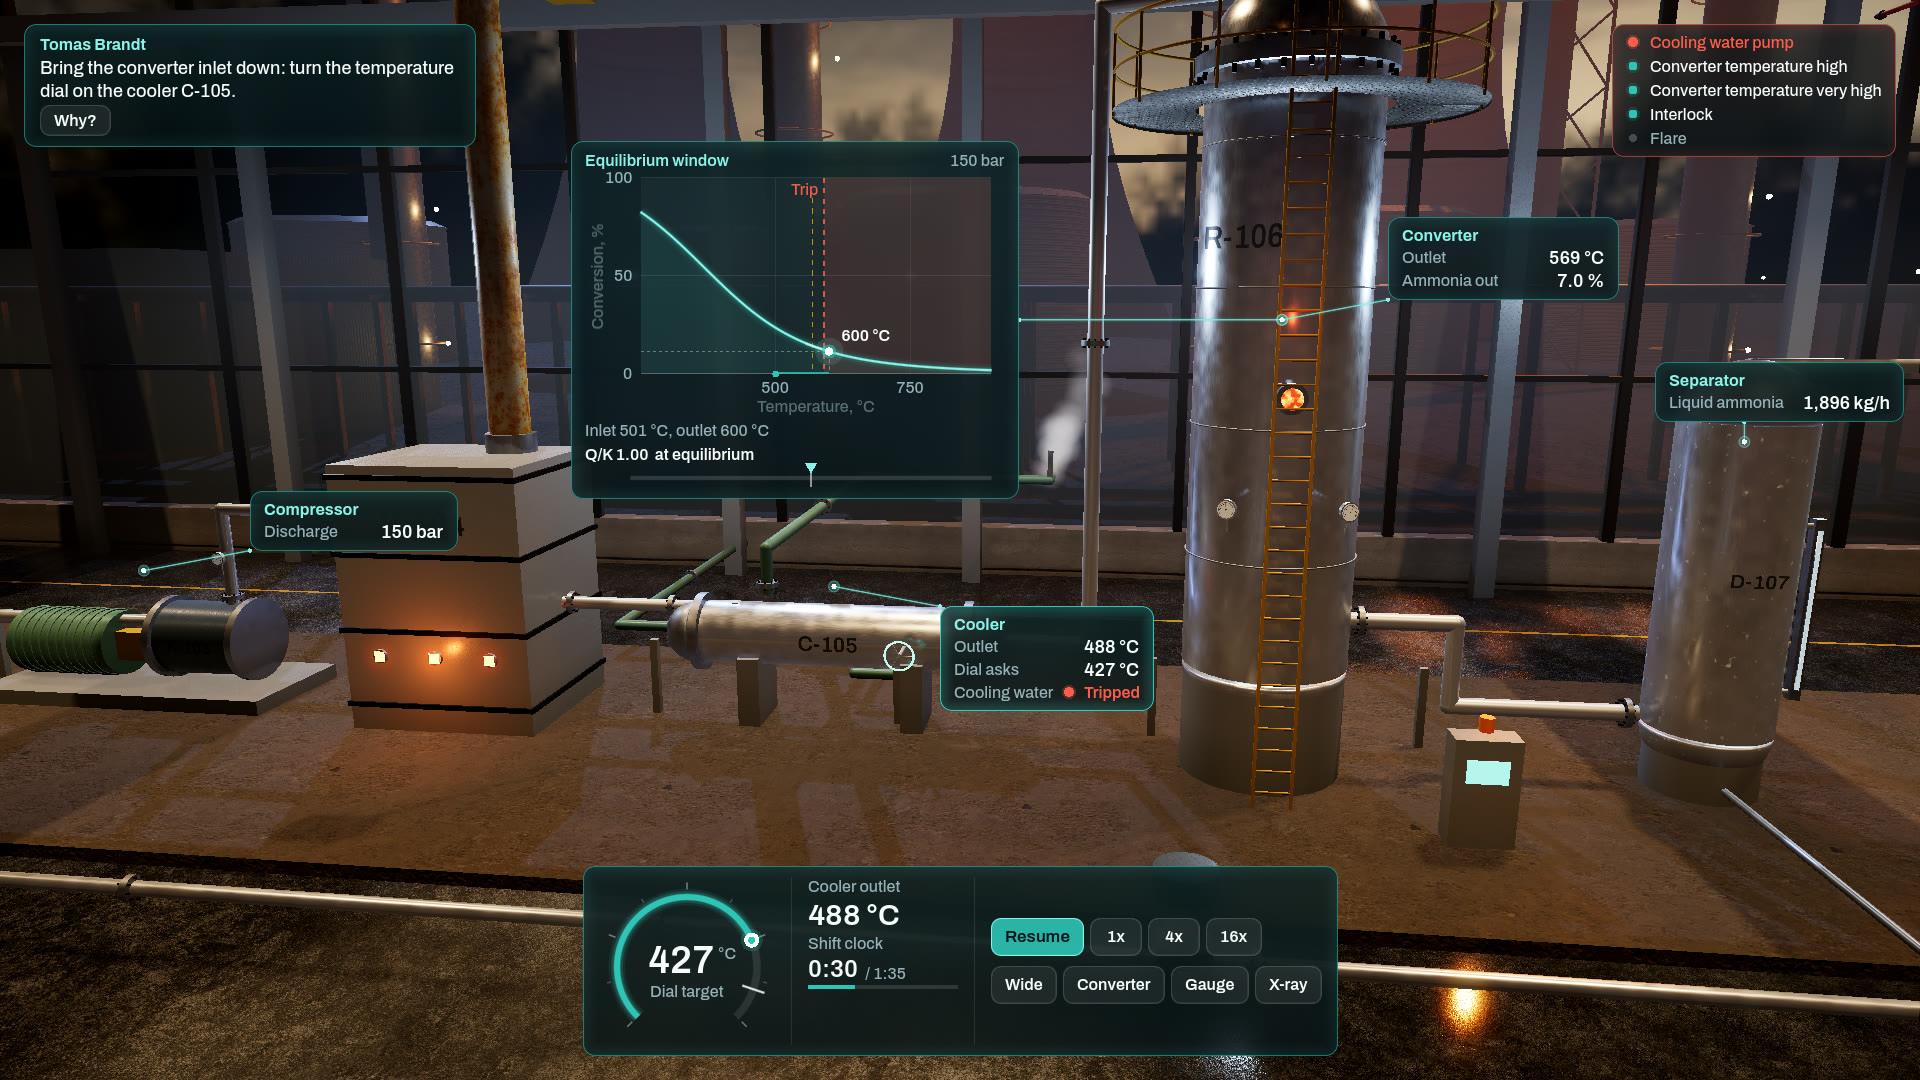 Tomas Brandt
Bring the converter inlet down: turn the temperature
dial on the cooler C-105.
Why?
Cooling water pump
Converter temperature high
Converter temperature very high
Interlock
Flare
Equilibrium window
150 bar
100
50
0
Conversion, %
Trip
600 °C
500
750
Temperature, °C
Inlet 501 °C, outlet 600 °C
Q/K 1.00 at equilibrium
R-106
Converter
Outlet 569 °C
Ammonia out 7.0 %
Separator
Liquid ammonia 1,896 kg/h
Compressor
Discharge 150 bar
D-107
C-105
Cooler
Outlet 488 °C
Dial asks 427 °C
Cooling water Tripped
427 °C
Dial target
Cooler outlet
488 °C
Shift clock
0:30 / 1:35
Resume
1x
4x
16x
Wide
Converter
Gauge
X-ray